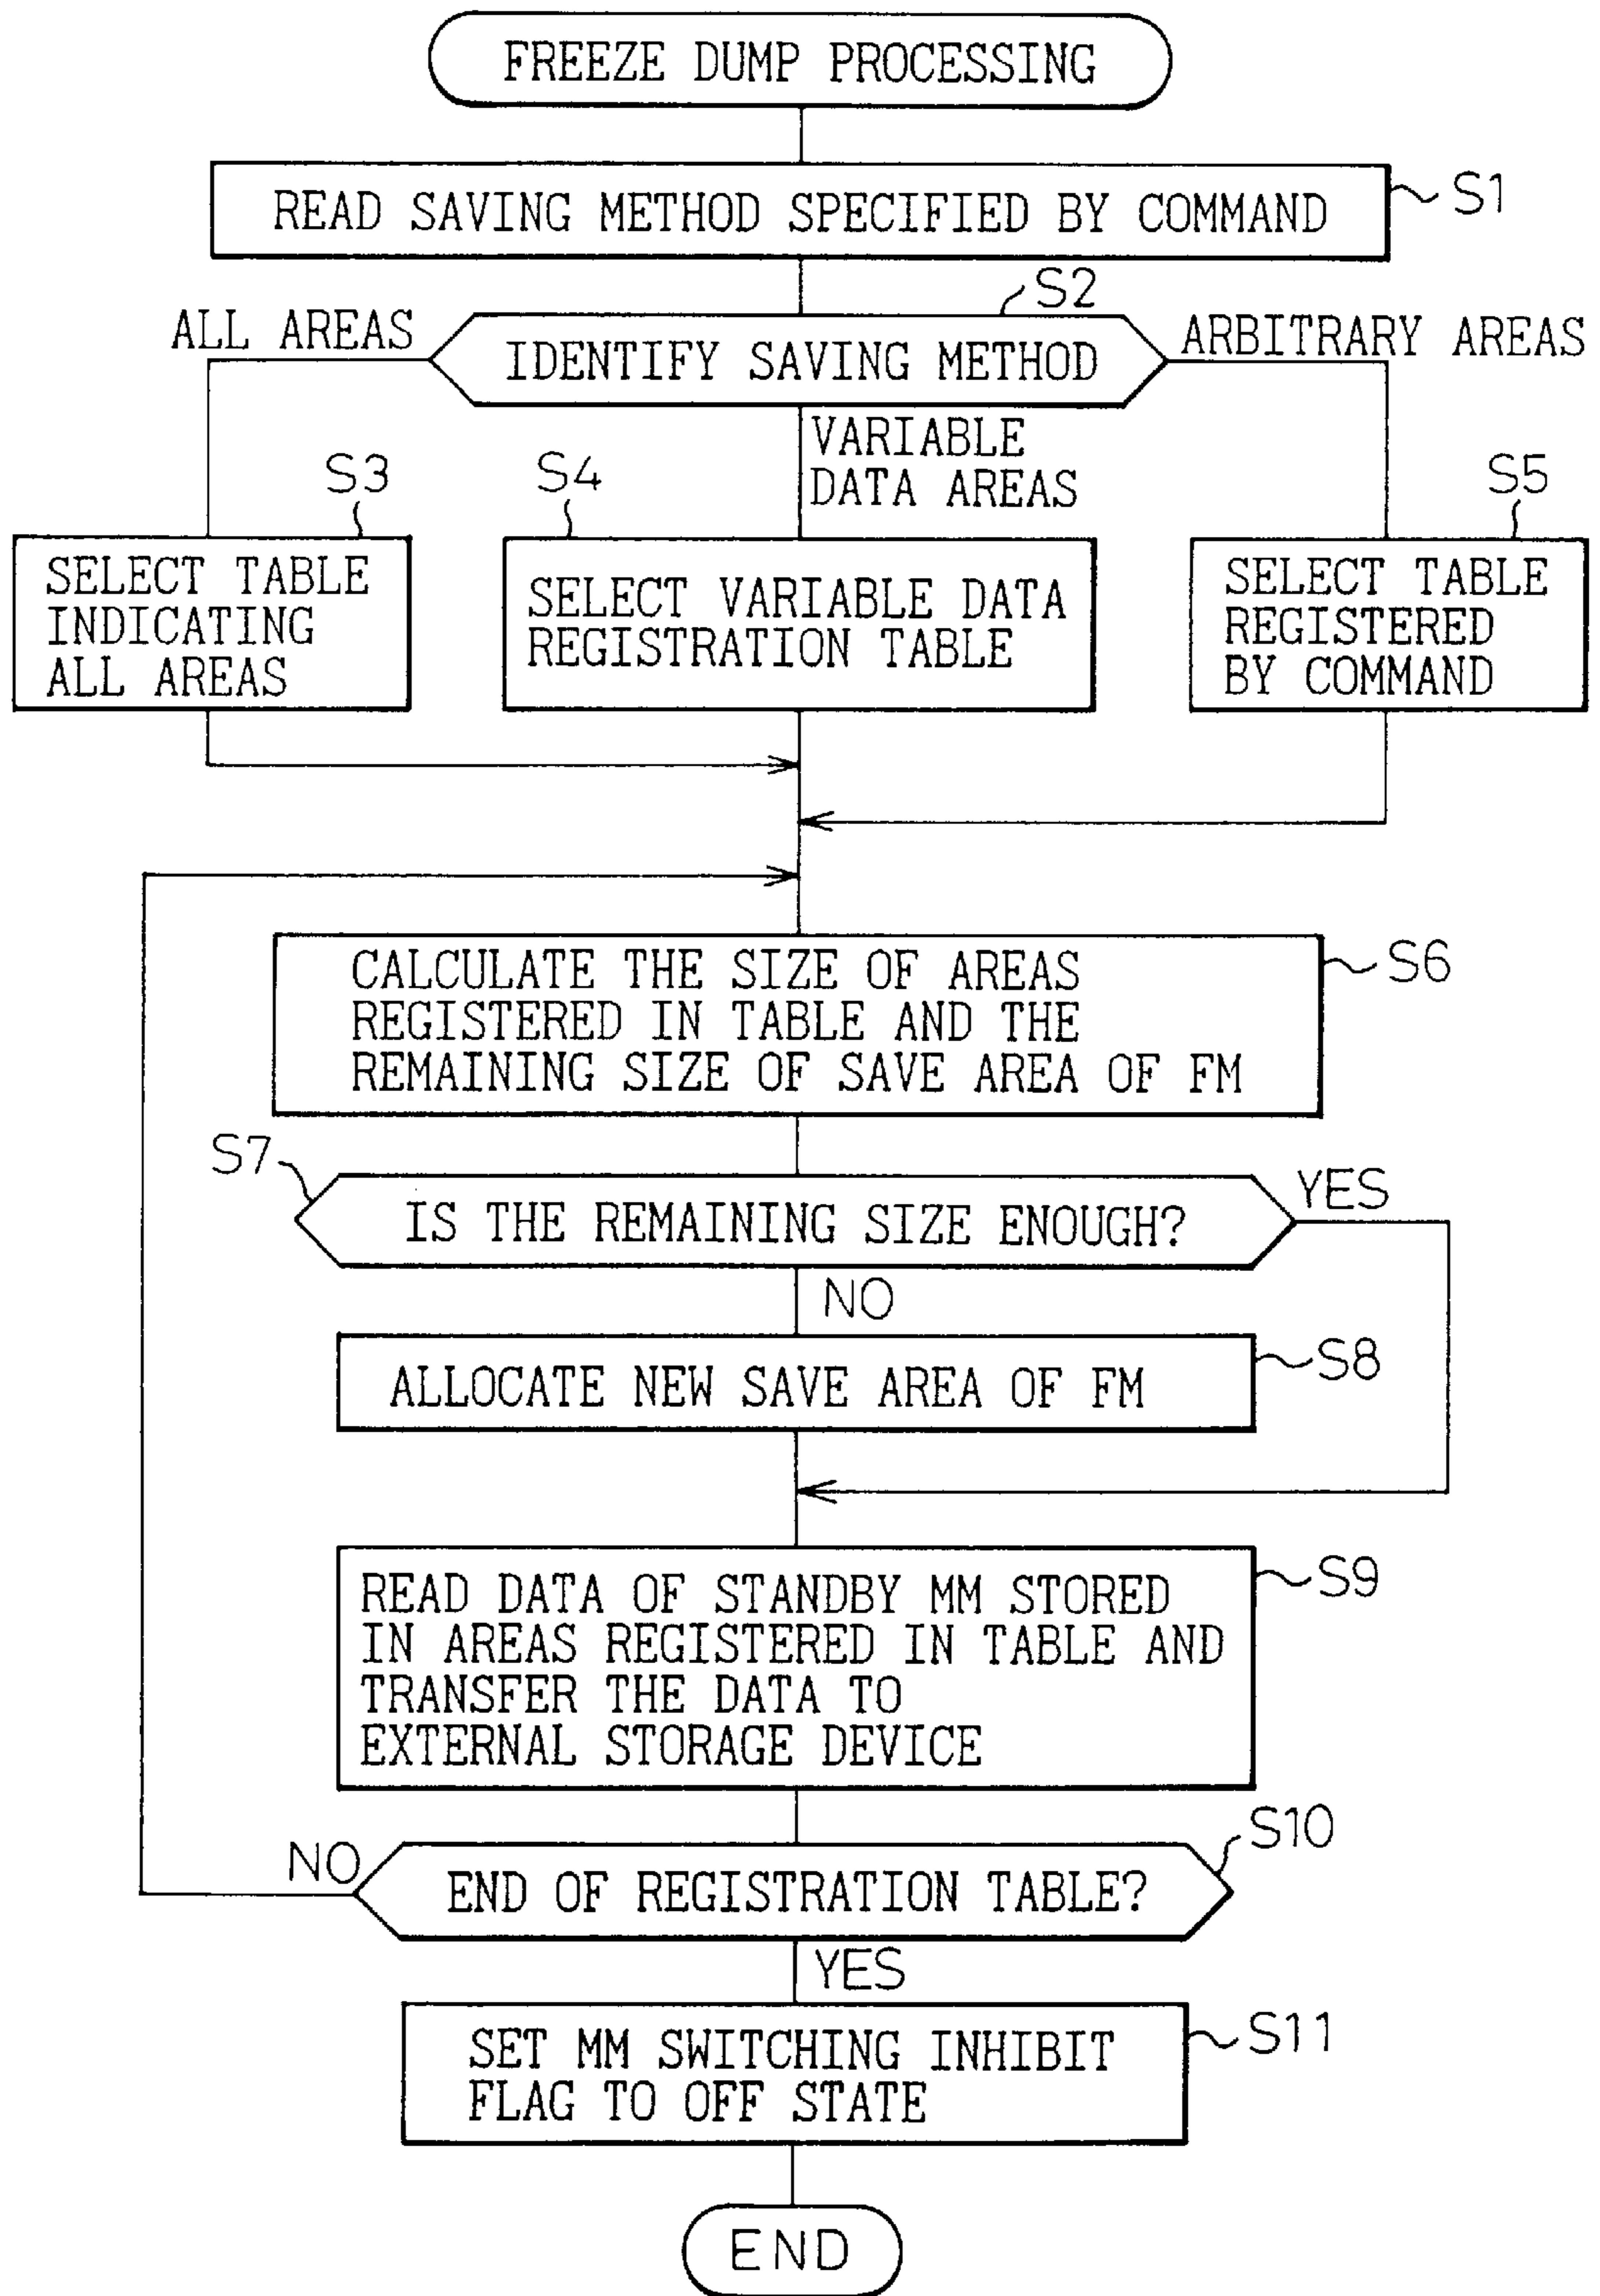 FREEZE DUMP PROCESSING
READ SAVING METHOD SPECIFIED BY COMMAND
S1
S2
ALL AREAS
IDENTIFY SAVING METHOD
ARBITRARY AREAS
VARIABLE
DATA AREAS
S3
S4
S5
SELECT TABLE
INDICATING
ALL AREAS
SELECT VARIABLE DATA
REGISTRATION TABLE
SELECT TABLE
REGISTERED
BY COMMAND
CALCULATE THE SIZE OF AREAS
REGISTERED IN TABLE AND THE
REMAINING SIZE OF SAVE AREA OF FM
S6
S7
IS THE REMAINING SIZE ENOUGH?
YES
NO
ALLOCATE NEW SAVE AREA OF FM
S8
READ DATA OF STANDBY MM STORED
IN AREAS REGISTERED IN TABLE AND
TRANSFER THE DATA TO
EXTERNAL STORAGE DEVICE
S9
S10
NO
END OF REGISTRATION TABLE?
YES
SET MM SWITCHING INHIBIT
FLAG TO OFF STATE
S11
END